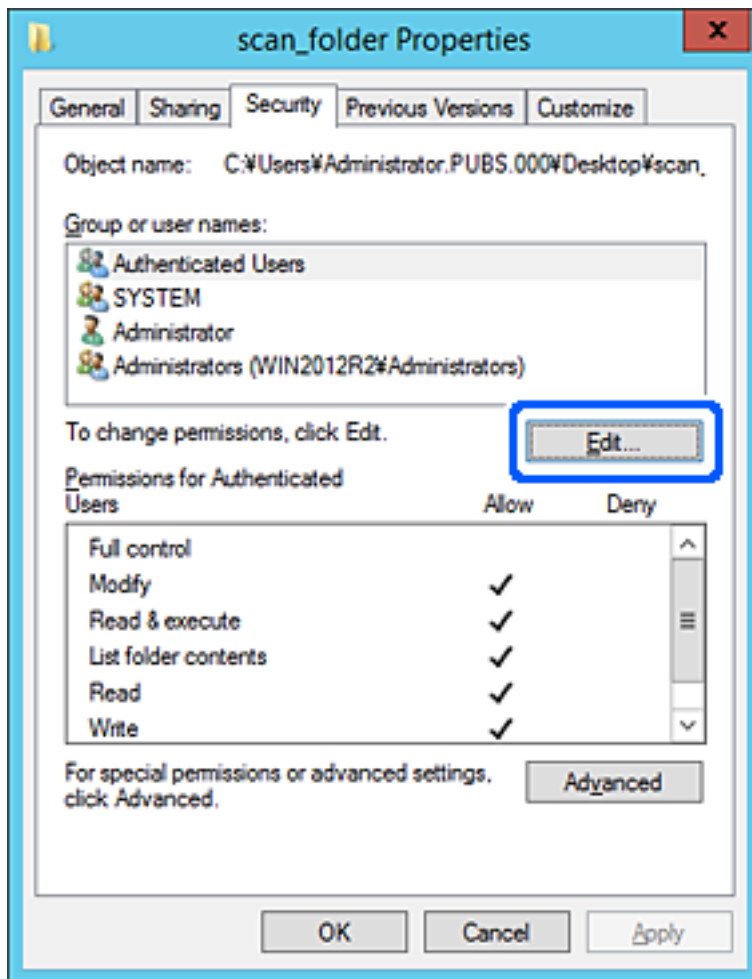 scan_folder Properties
x
General Sharing Security Previous Versions Customize
Object name: C:¥Users¥Administrator.PUBS.000¥Desktop¥scan_
Group or user names:
Authenticated Users
SYSTEM
Administrator
Administrators (WIN2012R2¥Administrators)
To change permissions, click Edit.
Edit...
Permissions for Authenticated
Users Allow Deny
Full control
Modify
Read & execute
List folder contents
Read
Write
For special permissions or advanced settings,
click Advanced.
Advanced
OK Cancel Apply